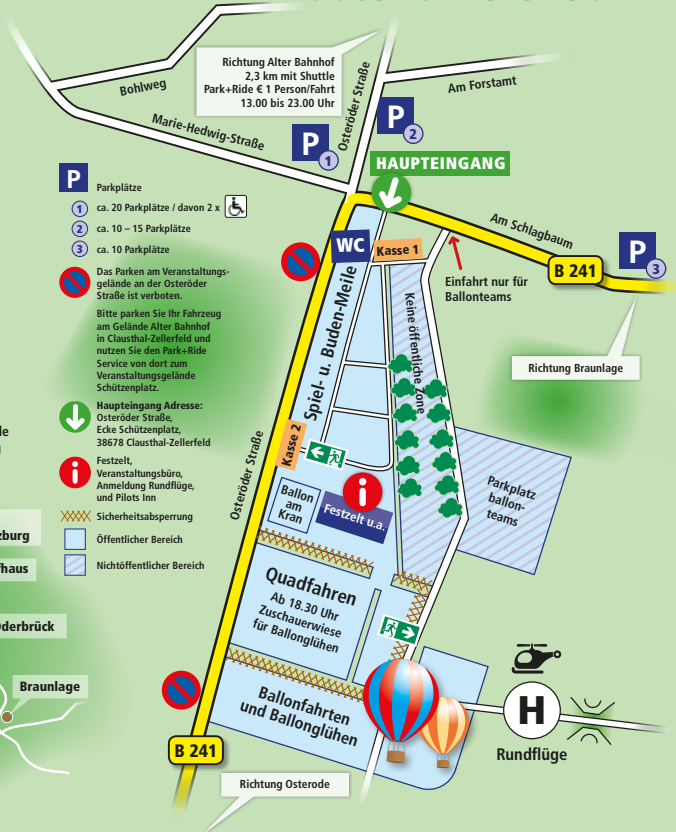 Richtung Alter Bahnhof
2,3 km mit Shuttle
Park+Ride € 1 Person/Fahrt
13.00 bis 23.00 Uhr
Bohlweg
Marie-Hedwig-Straße
Osteröder Straße
Am Forstamt
P 1
P 2
HAUPTEINGANG
Am Schlagbaum
B 241
P 3
P Parkplätze
1 ca. 20 Parkplätze / davon 2 x
2 ca. 10 – 15 Parkplätze
3 ca. 10 Parkplätze
Das Parken am Veranstaltungs-
gelände an der Osteröder
Straße ist verboten.
Bitte parken Sie Ihr Fahrzeug
am Gelände Alter Bahnhof
in Clausthal-Zellerfeld und
nutzen Sie den Park+Ride
Service von dort zum
Veranstaltungsgelände
Schützenplatz.
Haupteingang Adresse:
Osteröder Straße,
Ecke Schützenplatz,
38678 Clausthal-Zellerfeld
i Festzelt,
Veranstaltungsbüro,
Anmeldung Rundflüge,
und Pilots Inn
Sicherheitsabsperrung
Öffentlicher Bereich
Nichtöffentlicher Bereich
WC
Kasse 1
Einfahrt nur für
Ballonteams
Richtung Braunlage
Spiel- u. Buden-Meile
Keine öffentliche Zone
Kasse 2
Osteröder Straße
Ballon
am
Kran
i
Festzelt u.a.
Parkplatz
ballon-
teams
Quadfahren
Ab 18.30 Uhr
Zuschauerwiese
für Ballonglühen
Ballonfahrten
und Ballonglühen
H
Rundflüge
B 241
Richtung Osterode
zburg
fhaus
derbrück
Braunlage